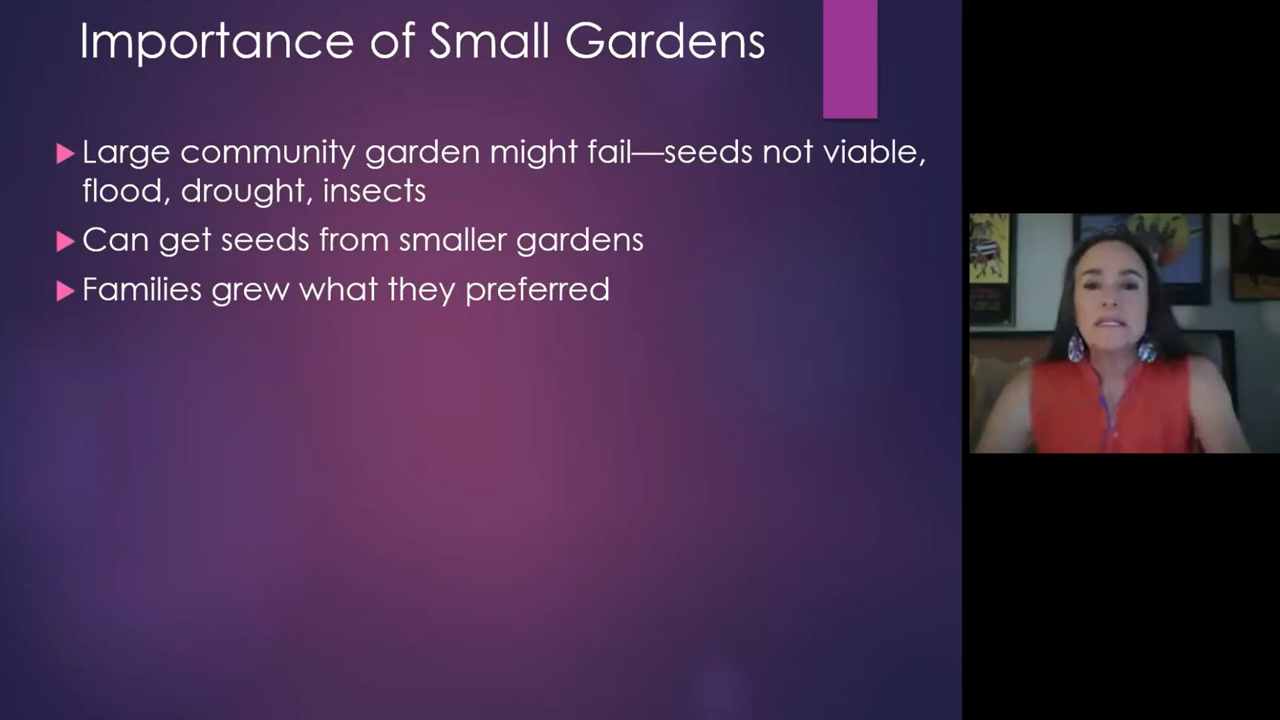 Importance of Small Gardens
Large community garden might fail—seeds not viable,
flood, drought, insects
Can get seeds from smaller gardens
Families grew what they preferred